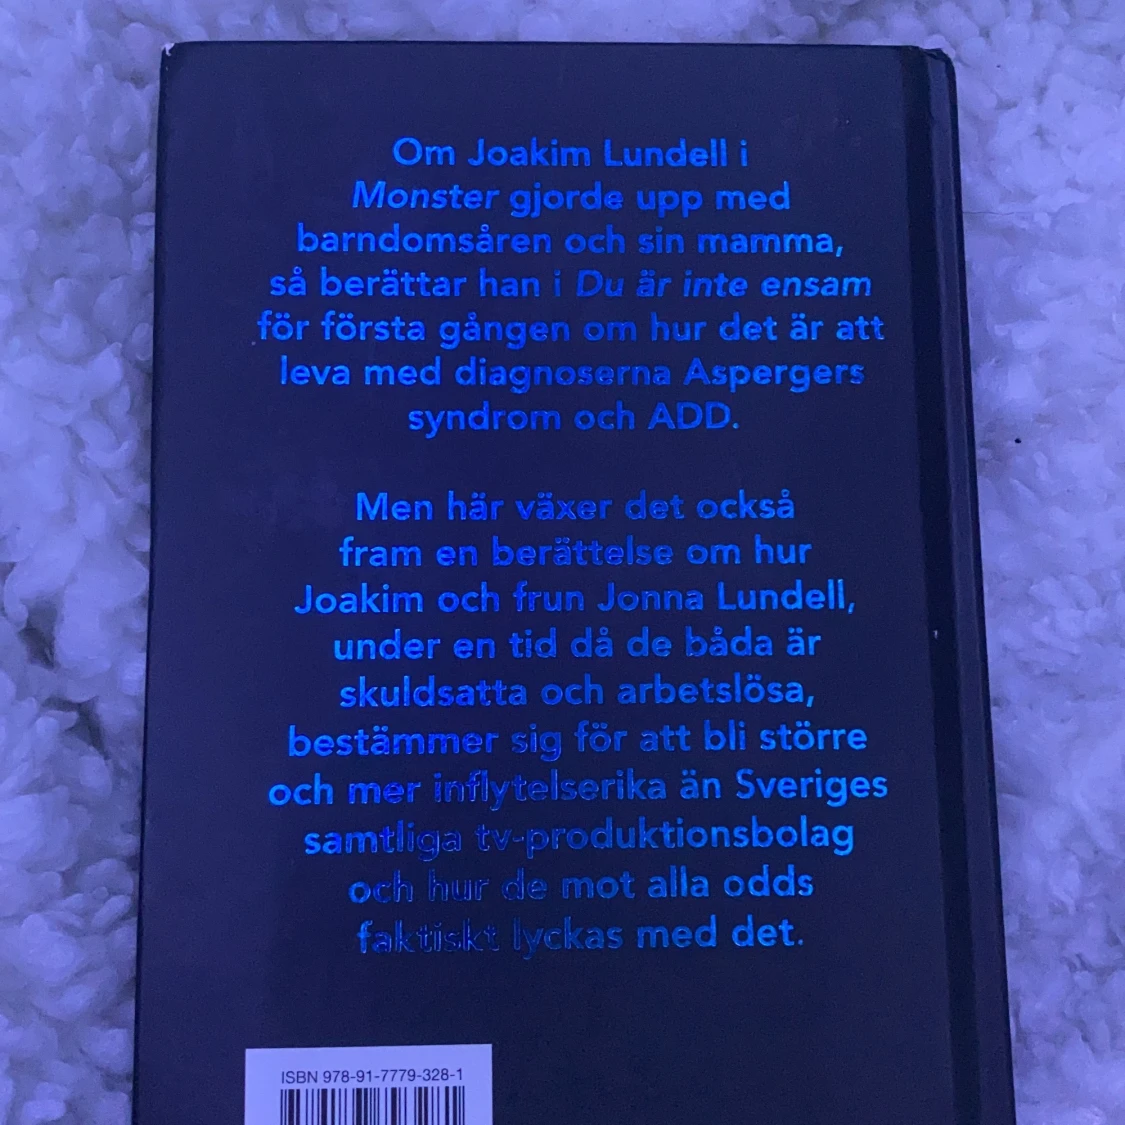 Om Joakim Lundell i
Monster gjorde upp med
barndomsåren och sin mamma,
så berättar han i Du är inte ensam
för första gången om hur det är att
leva med diagnoserna Aspergers
syndrom och ADD.
Men här växer det också
fram en berättelse om hur
Joakim och frun Jonna Lundell,
under en tid då de båda är
skuldsatta och arbetslösa,
bestämmer sig för att bli större
och mer inflytelserika än Sveriges
samtliga tv-produktionsbolag
och hur de mot alla odds
faktiskt lyckas med det.
ISBN 978-91-7779-328-1